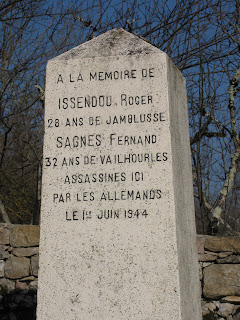 A LA MEMOIRE DE
ISSENDOU ROGER
28 ANS DE JAMBLUSSE
SAGNES FERNAND
32 ANS DE VAILHOURLES
ASSASSINES ICI
PAR LES ALLEMANDS
LE 1ER JUIN 1944